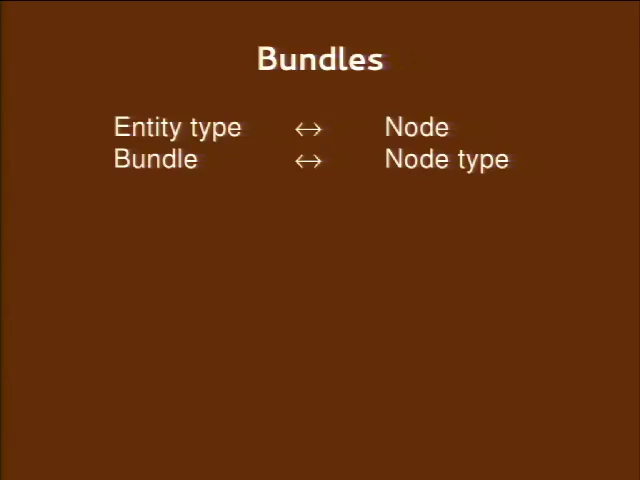 Bundles
Entity type ↔ Node
Bundle ↔ Node type